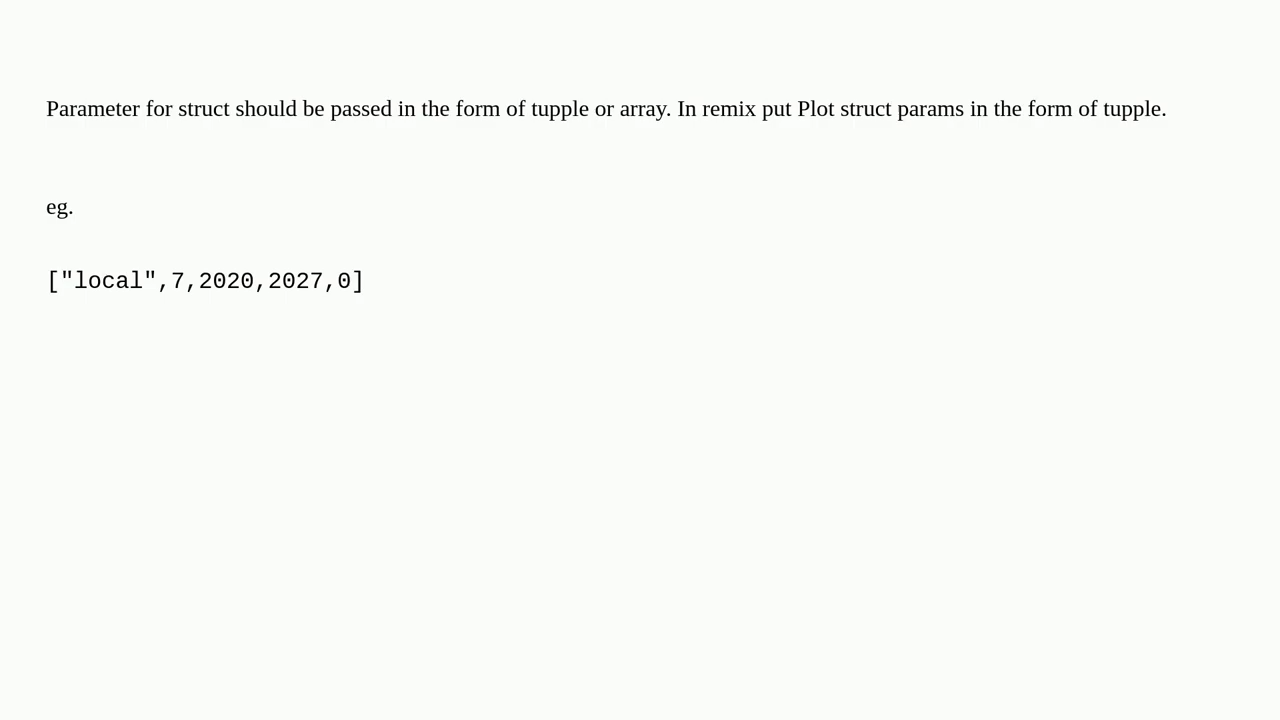 Parameter for struct should be passed in the form of tupple or array. In remix put Plot struct params in the form of tupple.
eg.
["local",7,2020,2027,0]